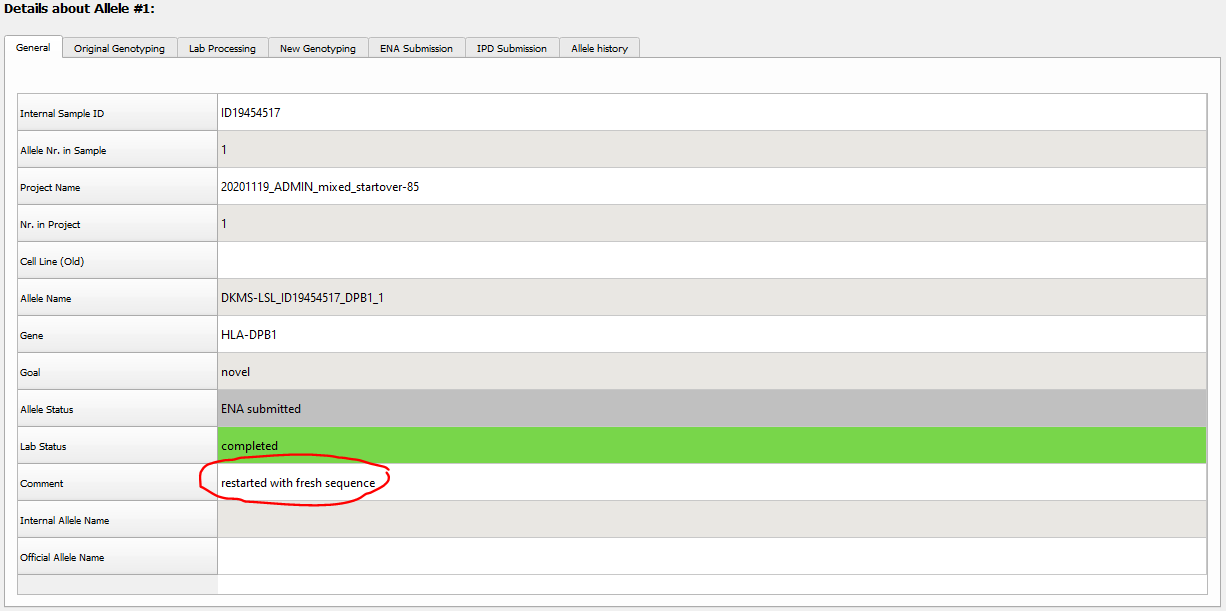 Details about Allele #1:
General Original Genotyping Lab Processing New Genotyping ENA Submission IPD Submission Allele history
Internal Sample ID ID19454517
Allele Nr. in Sample 1
Project Name 20201119_ADMIN_mixed_startover-85
Nr. in Project 1
Cell Line (Old)
Allele Name DKMS-LSL_ID19454517_DPB1_1
Gene HLA-DPB1
Goal novel
Allele Status ENA submitted
Lab Status completed
Comment restarted with fresh sequence
Internal Allele Name
Official Allele Name